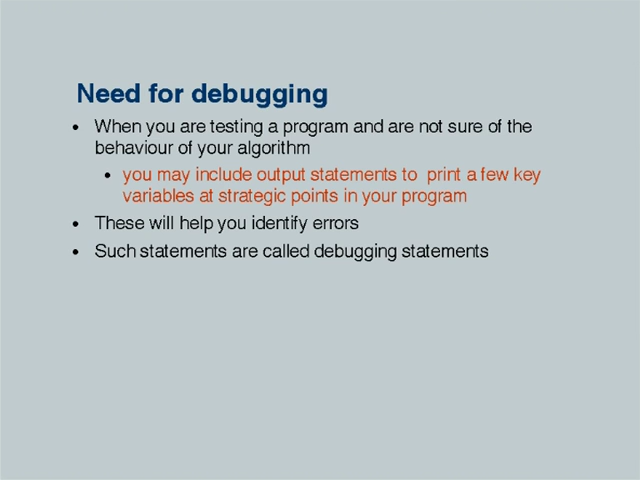 Need for debugging
• When you are testing a program and are not sure of the
behaviour of your algorithm
• you may include output statements to  print a few key
variables at strategic points in your program
• These will help you identify errors
• Such statements are called debugging statements